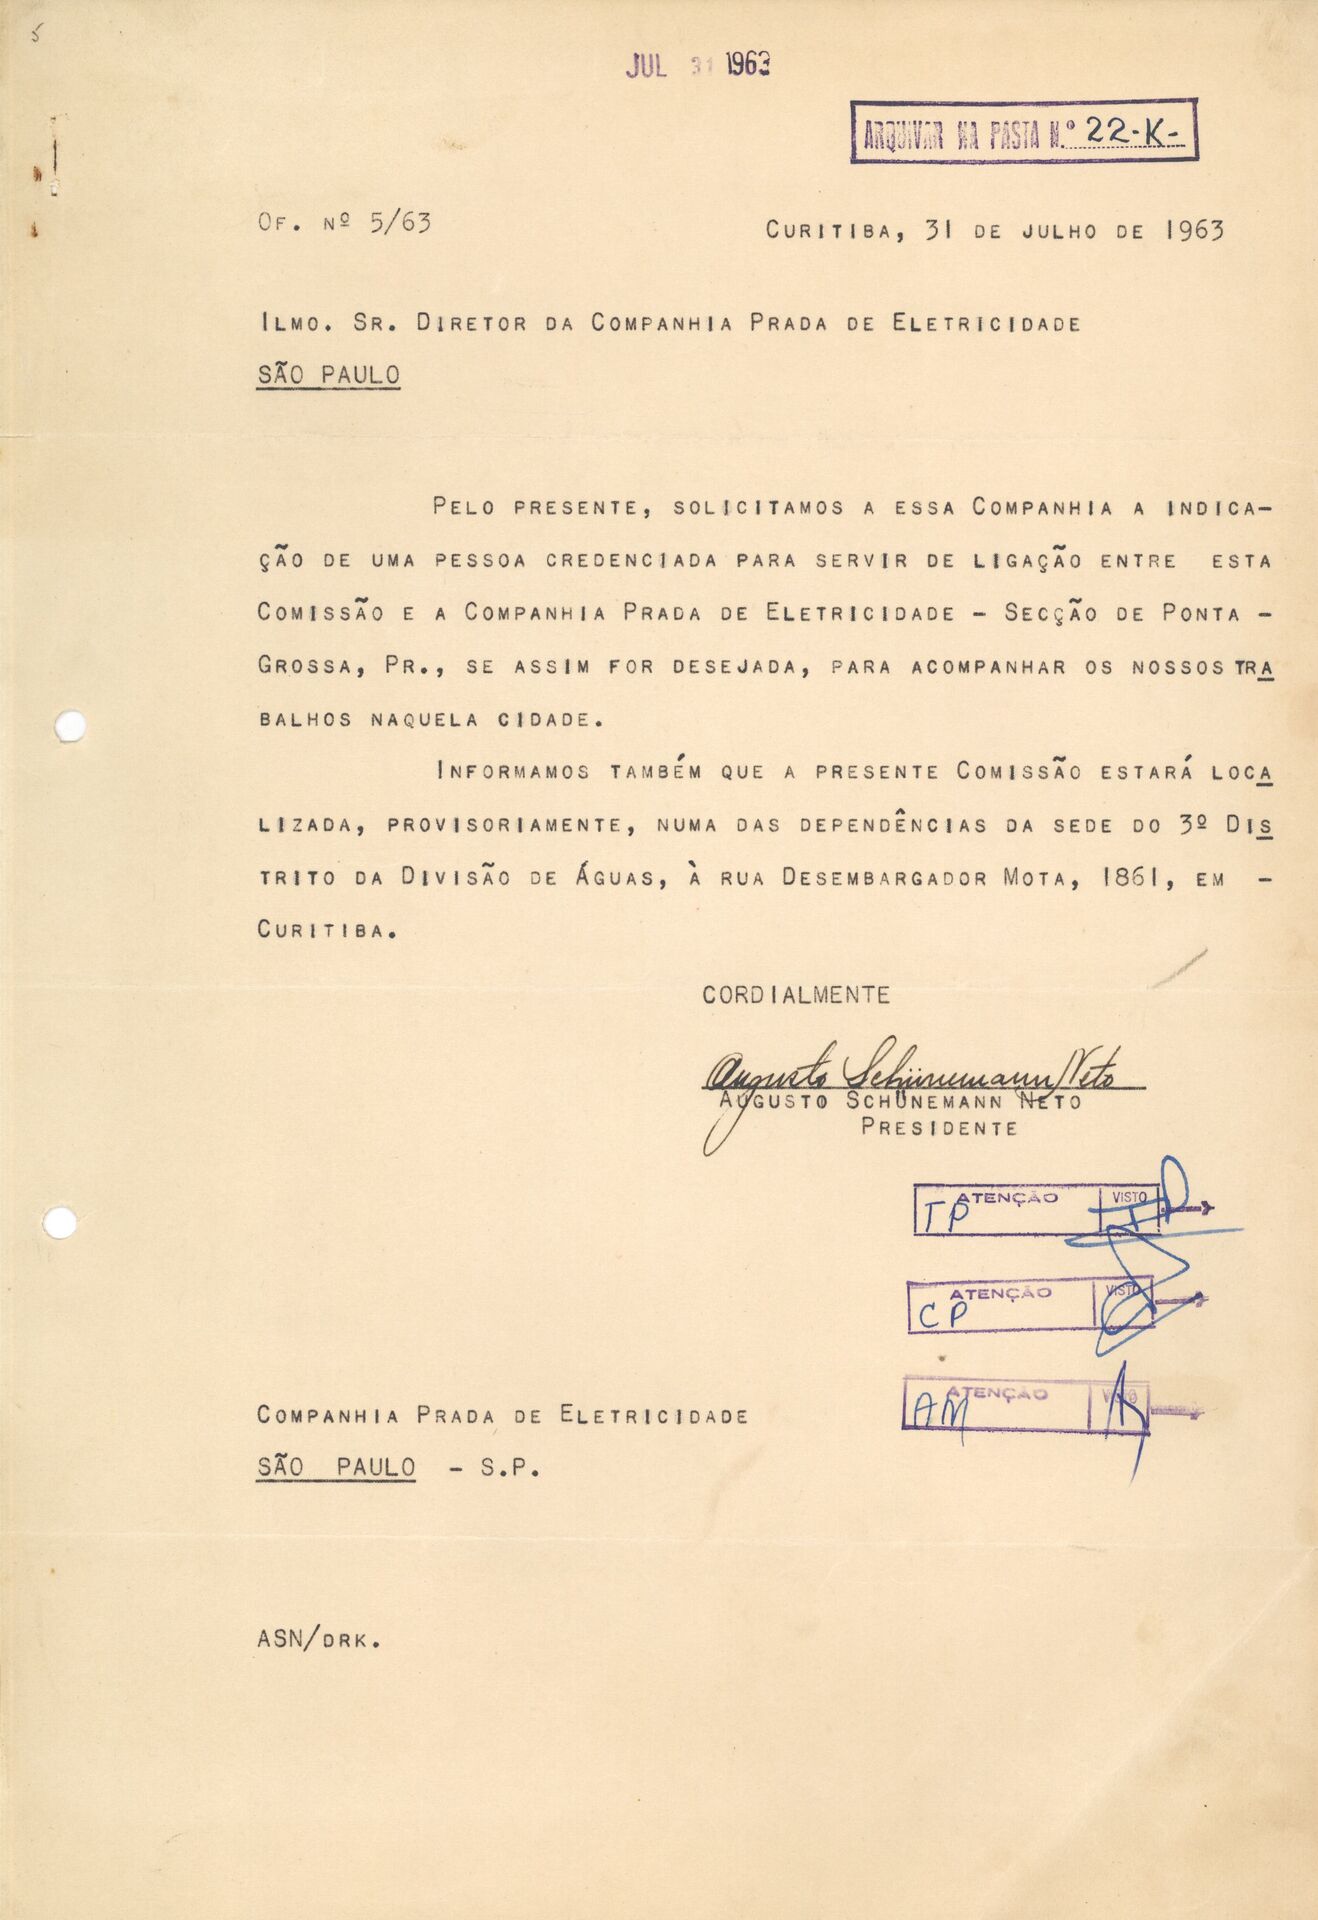 5
JUL 31 1963
ARQUIVAR NA PASTA N.º 22-K-
Of. nº 5/63
Curitiba, 31 de julho de 1963
Ilmo. Sr. Diretor da Companhia Prada de Eletricidade
SÃO PAULO
Pelo presente, solicitamos a essa Companhia a indica-
ção de uma pessoa credenciada para servir de ligação entre esta
Comissão e a Companhia Prada de Eletricidade - Secção de Ponta -
Grossa, Pr., se assim for desejada, para acompanhar os nossos tra
balhos naquela cidade.
Informamos também que a presente Comissão estará loca
lizada, provisoriamente, numa das dependências da sede do 3º Dis
trito da Divisão de Águas, à rua Desembargador Mota, 1861, em -
Curitiba.
CORDIALMENTE
Augusto Schünemann Neto
Augusto Schünemann Neto
Presidente
ATENÇÃO VISTO
TP
ATENÇÃO VISTO
CP
ATENÇÃO VISTO
AM
Companhia Prada de Eletricidade
SÃO PAULO - S.P.
ASN/drk.